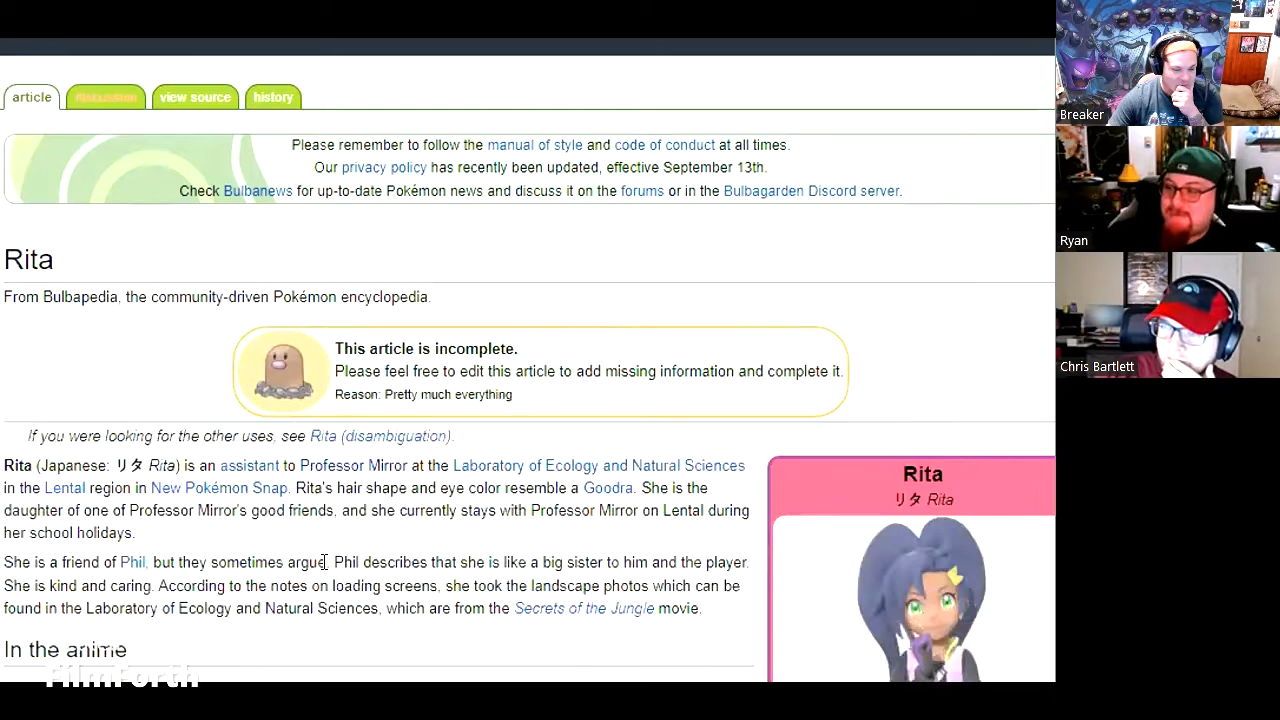 article view source history
Please remember to follow the manual of style and code of conduct at all times.
Our privacy policy has recently been updated, effective September 13th.
Check Bulbanews for up-to-date Pokémon news and discuss it on the forums or in the Bulbagarden Discord server.
Rita
From Bulbapedia, the community-driven Pokémon encyclopedia.
This article is incomplete.
Please feel free to edit this article to add missing information and complete it.
Reason: Pretty much everything
If you were looking for the other uses, see Rita (disambiguation).
Rita (Japanese: リタ Rita) is an assistant to Professor Mirror at the Laboratory of Ecology and Natural Sciences
in the Lental region in New Pokémon Snap. Rita's hair shape and eye color resemble a Goodra. She is the
daughter of one of Professor Mirror's good friends, and she currently stays with Professor Mirror on Lental during
her school holidays.
She is a friend of Phil, but they sometimes argue. Phil describes that she is like a big sister to him and the player.
She is kind and caring. According to the notes on loading screens, she took the landscape photos which can be
found in the Laboratory of Ecology and Natural Sciences, which are from the Secrets of the Jungle movie.
In the anime
Rita
リタ Rita
Breaker
Ryan
Chris Bartlett
FilmForth